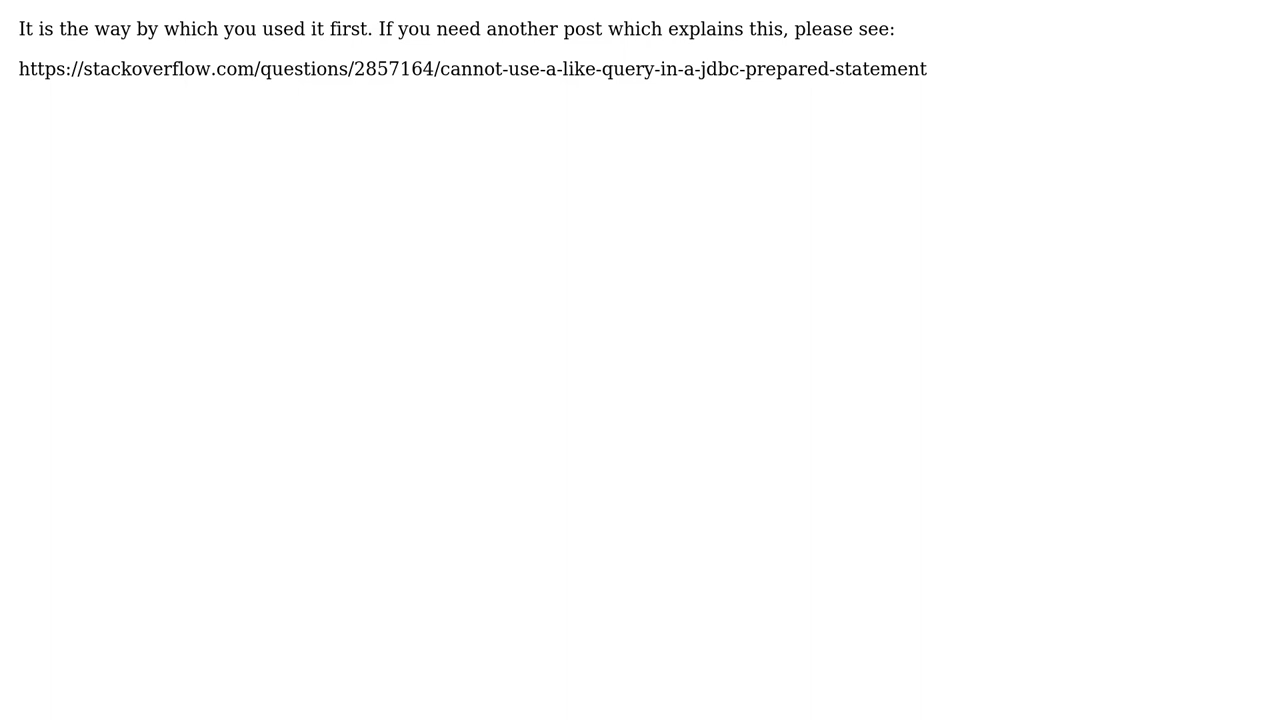 It is the way by which you used it first. If you need another post which explains this, please see:
https://stackoverflow.com/questions/2857164/cannot-use-a-like-query-in-a-jdbc-prepared-statement